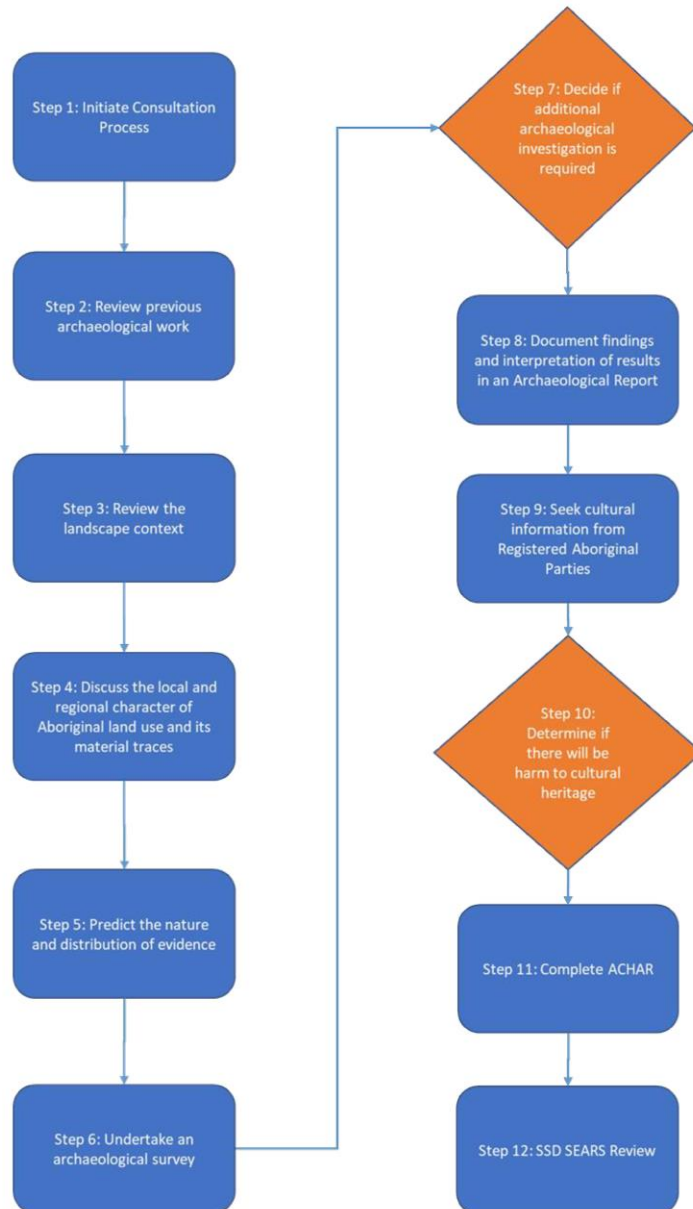 Step 1: Initiate Consultation
Process
Step 2: Review previous
archaeological work
Step 3: Review the
landscape context
Step 4: Discuss the local and
regional character of
Aboriginal land use and its
material traces
Step 5: Predict the nature
and distribution of evidence
Step 6: Undertake an
archaeological survey
Step 7: Decide if
additional
archaeological
investigation is
required
Step 8: Document findings
and interpretation of results
in an Archaeological Report
Step 9: Seek cultural
information from
Registered Aboriginal
Parties
Step 10:
Determine if
there will be
harm to cultural
heritage
Step 11: Complete ACHAR
Step 12: SSD SEARS Review